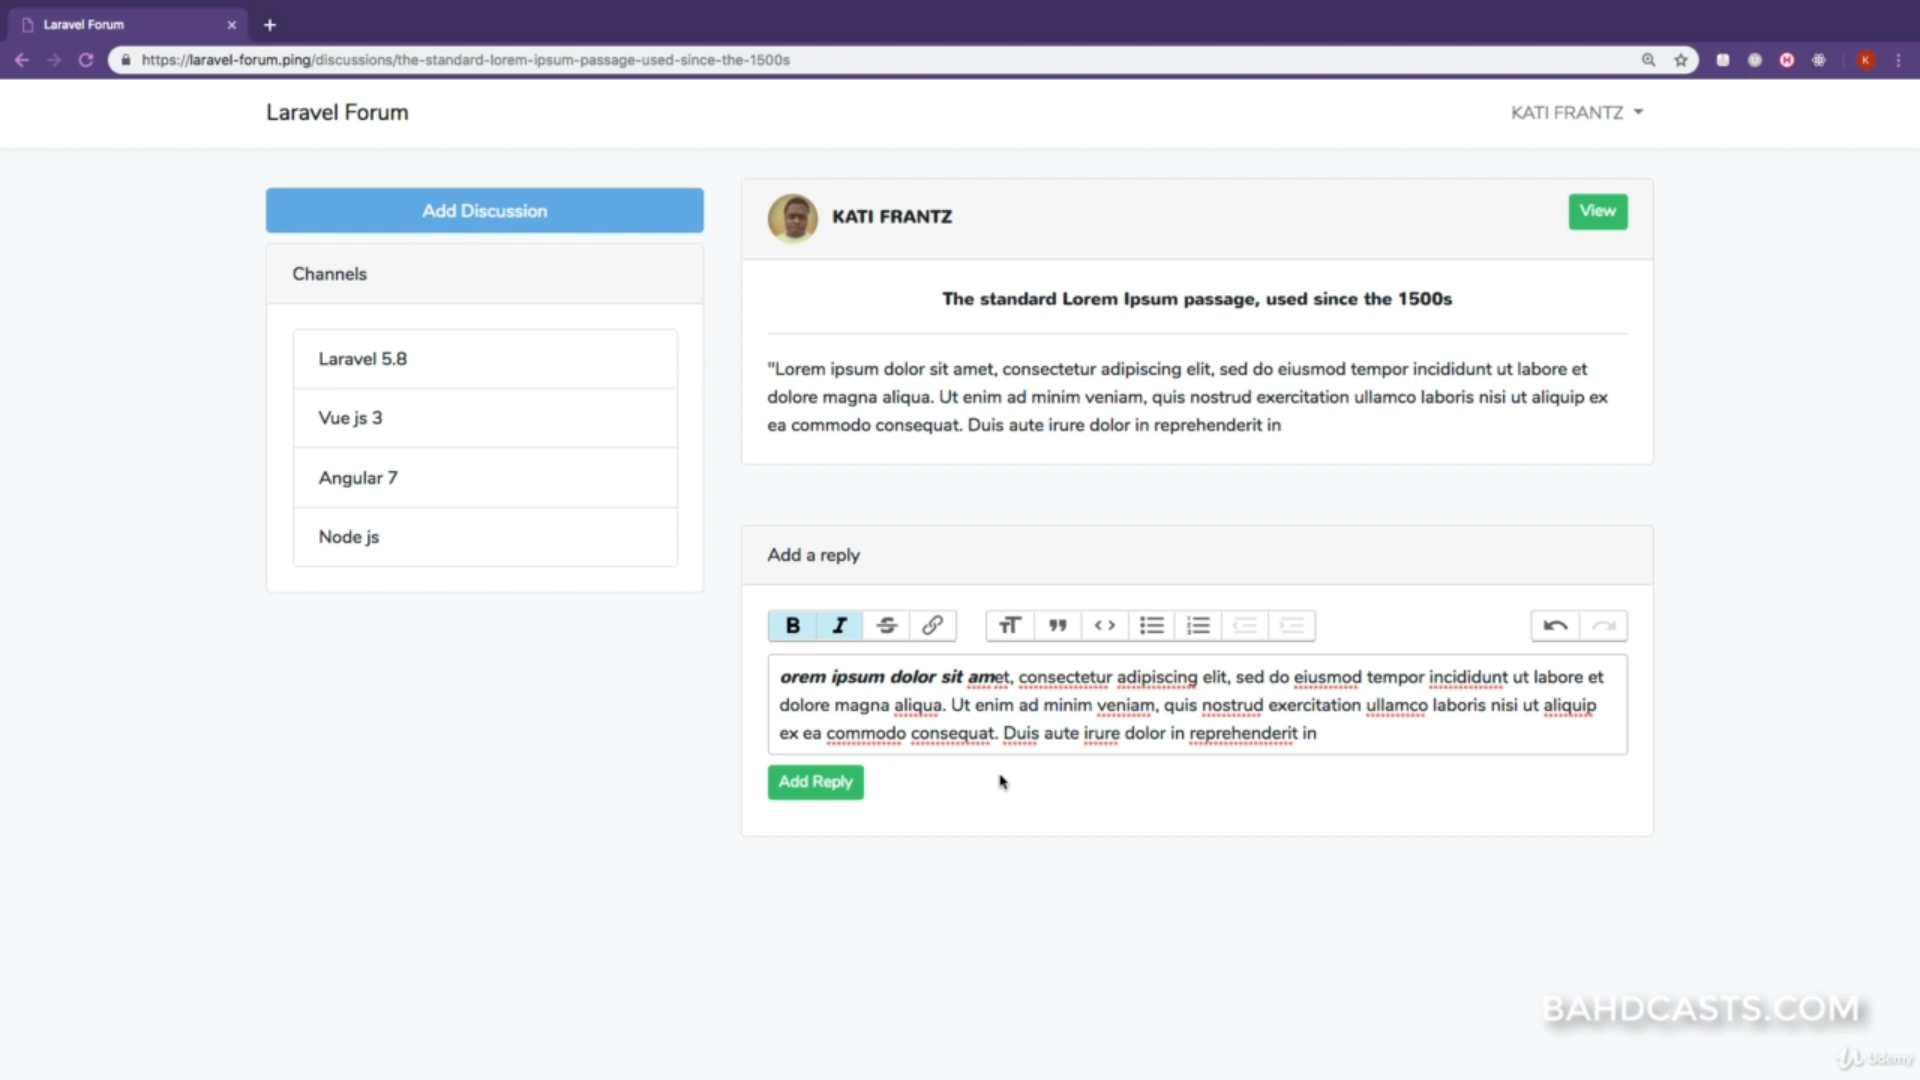 Laravel Forum
https://laravel-forum.ping/discussions/the-standard-lorem-ipsum-passage-used-since-the-1500s
K
Laravel Forum
KATI FRANTZ
Add Discussion
Channels
Laravel 5.8
Vue js 3
Angular 7
Node js
KATI FRANTZ
View
The standard Lorem Ipsum passage, used since the 1500s
"Lorem ipsum dolor sit amet, consectetur adipiscing elit, sed do eiusmod tempor incididunt ut labore et
dolore magna aliqua. Ut enim ad minim veniam, quis nostrud exercitation ullamco laboris nisi ut aliquip ex
ea commodo consequat. Duis aute irure dolor in reprehenderit in
Add a reply
B I S
orem ipsum dolor sit amet, consectetur adipiscing elit, sed do eiusmod tempor incididunt ut labore et
dolore magna aliqua. Ut enim ad minim veniam, quis nostrud exercitation ullamco laboris nisi ut aliquip
ex ea commodo consequat. Duis aute irure dolor in reprehenderit in
Add Reply
BAHDCASTS.COM
Udemy